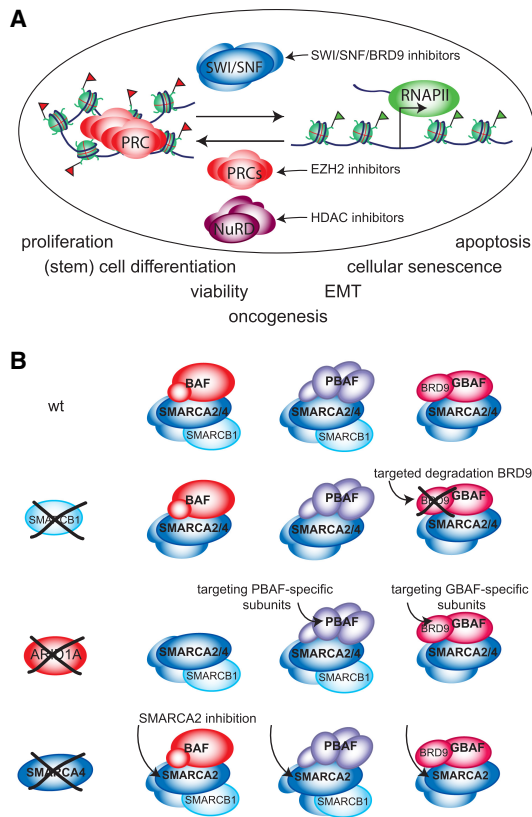 A
SWI/SNF
SWI/SNF/BRD9 inhibitors
RNAPII
PRC
PRCs
EZH2 inhibitors
NuRD
HDAC inhibitors
proliferation
apoptosis
(stem) cell differentiation
cellular senescence
viability
EMT
oncogenesis
B
wt
BAF
SMARCA2/4
SMARCB1
PBAF
SMARCA2/4
SMARCB1
BRD9
GBAF
SMARCA2/4
targeted degradation BRD9
SMARCB1
BAF
SMARCA2/4
PBAF
SMARCA2/4
BRD9
GBAF
SMARCA2/4
targeting PBAF-specific
subunits
targeting GBAF-specific
subunits
ARID1A
SMARCA2/4
SMARCB1
PBAF
SMARCA2/4
SMARCB1
BRD9
GBAF
SMARCA2/4
SMARCA2 inhibition
SMARCA4
BAF
SMARCA2
SMARCB1
PBAF
SMARCA2
SMARCB1
BRD9
GBAF
SMARCA2